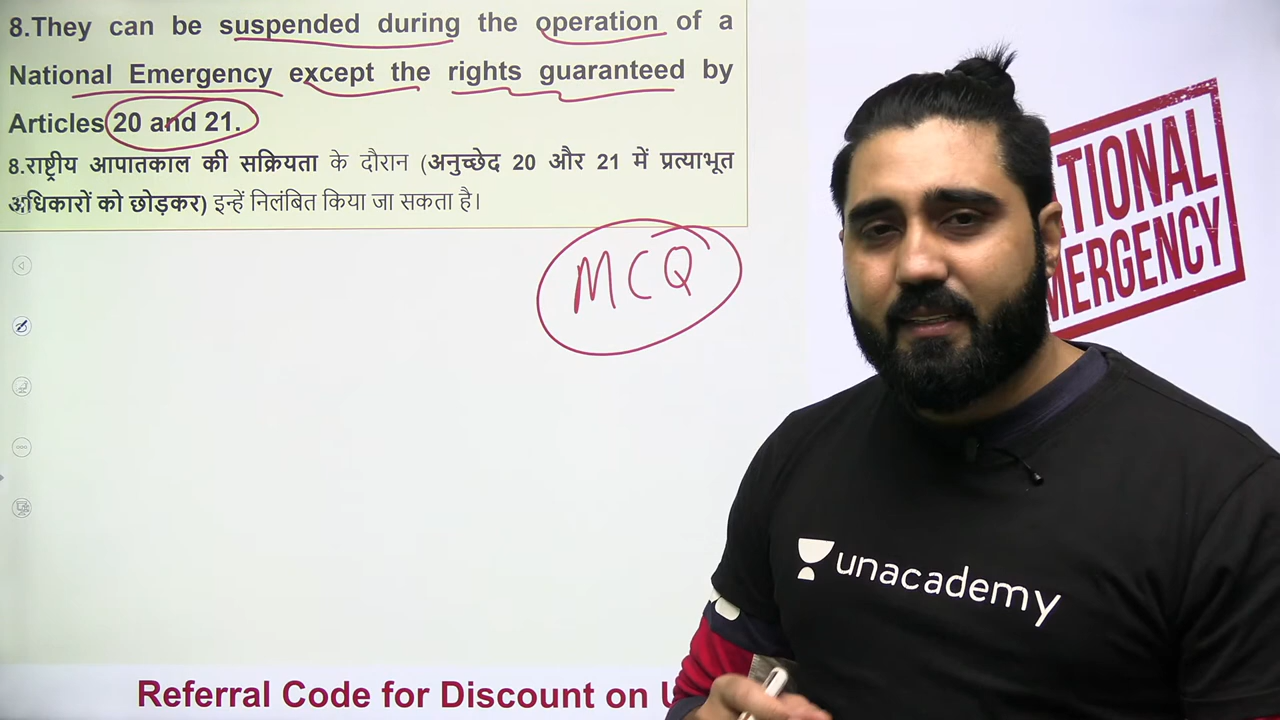 8.They can be suspended during the operation of a
National Emergency except the rights guaranteed by
Articles 20 and 21.
8.राष्ट्रीय आपातकाल की सक्रियता के दौरान (अनुच्छेद 20 और 21 में प्रत्याभूत
अधिकारों को छोड़कर) इन्हें निलंबित किया जा सकता है।
MCQ
TIONAL
MERGENCY
unacademy
Referral Code for Discount on U